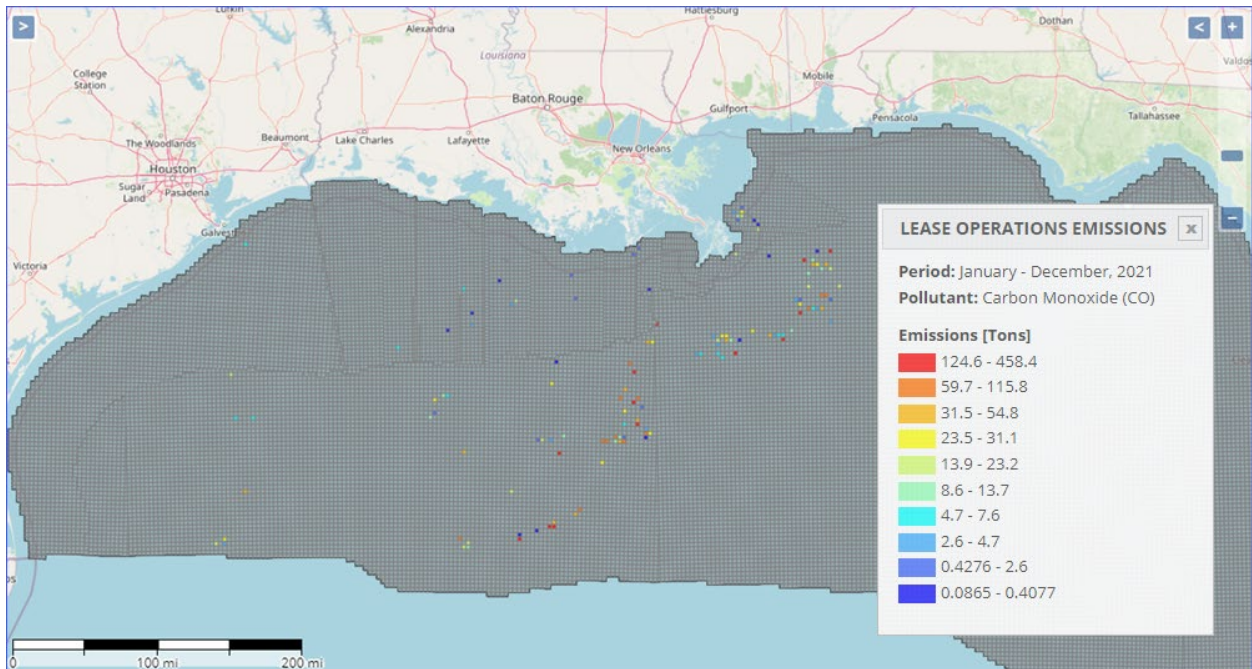 >
<
+
Lufkin
Hattiesburg
Alexandria
Dothan
Louisiana
Valdos
College
Station
Mobile
Baton Rouge
Gulfport
Pensacola
Tallahassee
The Woodlands
Beaumont
Lake Charles
Lafayette
New Orleans
Houston
Pasadena
Sugar
Land
Galvest
Victoria
LEASE OPERATIONS EMISSIONS
x
Period: January - December, 2021
Pollutant: Carbon Monoxide (CO)
Emissions [Tons]
124.6 - 458.4
59.7 - 115.8
31.5 - 54.8
23.5 - 31.1
13.9 - 23.2
8.6 - 13.7
4.7 - 7.6
2.6 - 4.7
0.4276 - 2.6
0.0865 - 0.4077
−
os
0 100 mi 200 mi